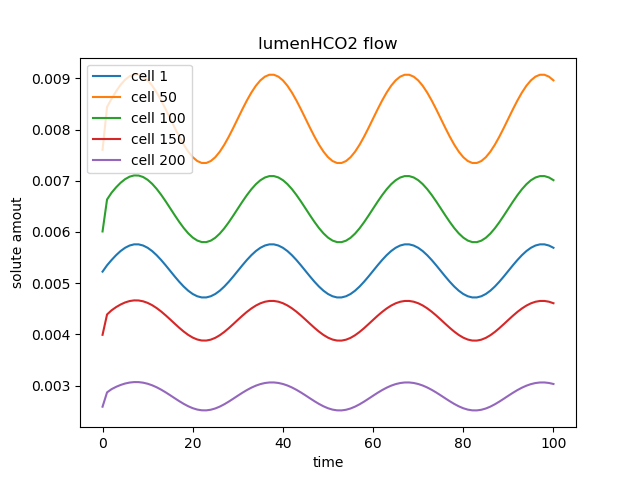 lumenHCO2 flow
solute amout
0.009
0.008
0.007
0.006
0.005
0.004
0.003
cell 1
cell 50
cell 100
cell 150
cell 200
0
20
40
60
80
100
time